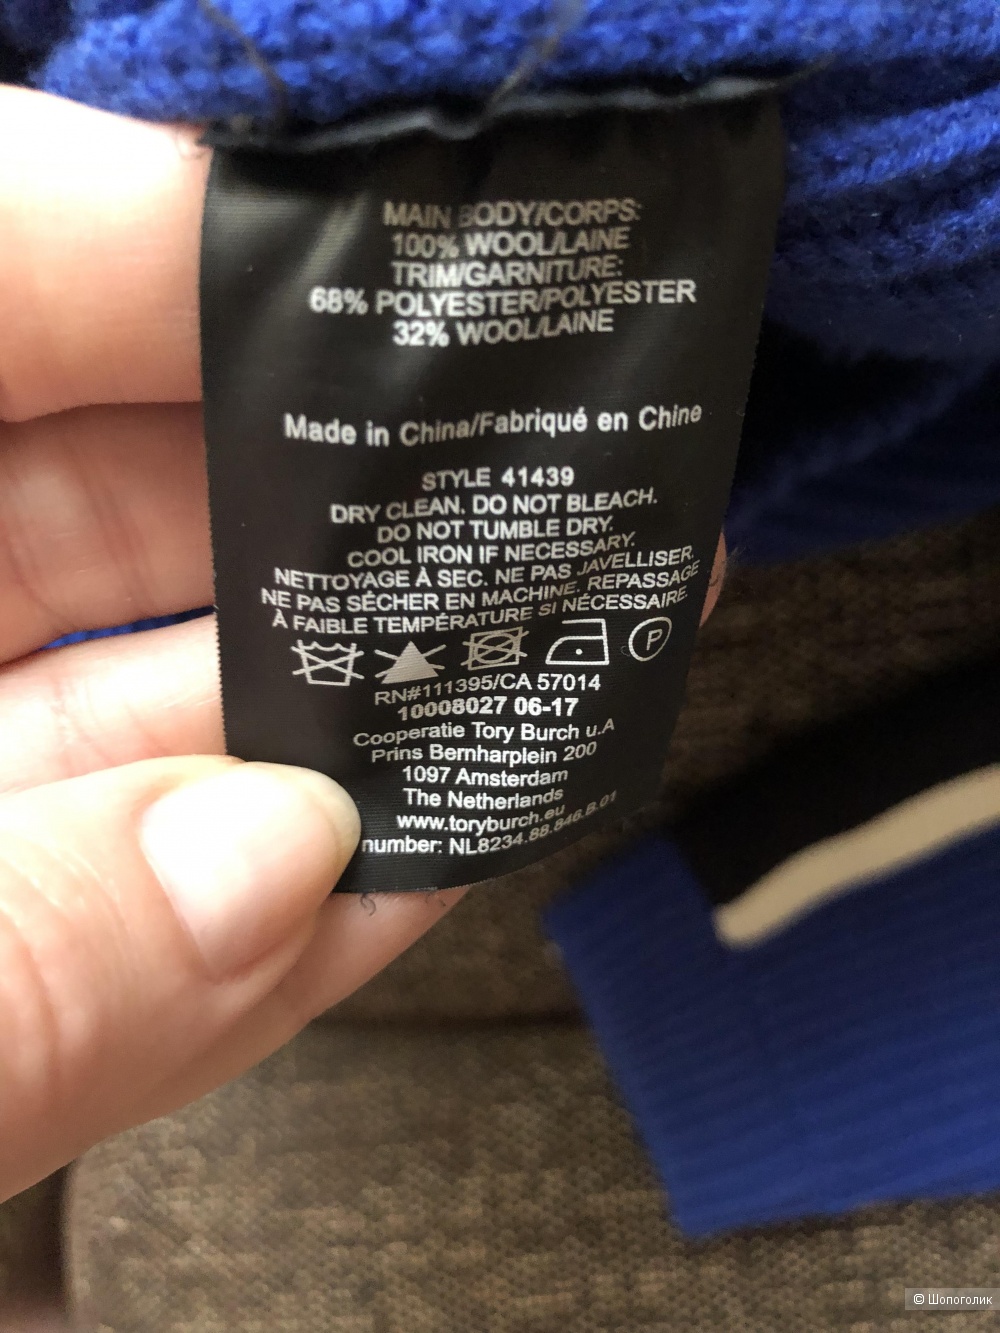 MAIN BODY/CORPS:
100% WOOL/LAINE
TRIM/GARNITURE:
68% POLYESTER/POLYESTER
32% WOOL/LAINE
Made in China/Fabriqué en Chine
STYLE 41439
DRY CLEAN. DO NOT BLEACH.
DO NOT TUMBLE DRY.
COOL IRON IF NECESSARY.
NETTOYAGE À SEC. NE PAS JAVELLISER.
NE PAS SÉCHER EN MACHINE. REPASSAGE
À FAIBLE TEMPÉRATURE SI NÉCESSAIRE.
P
RN#111395/CA 57014
10008027 06-17
Cooperatie Tory Burch u.A
Prins Bernharplein 200
1097 Amsterdam
The Netherlands
www.toryburch.eu
number: NL8234.88.846.B.01
© Шопоголик